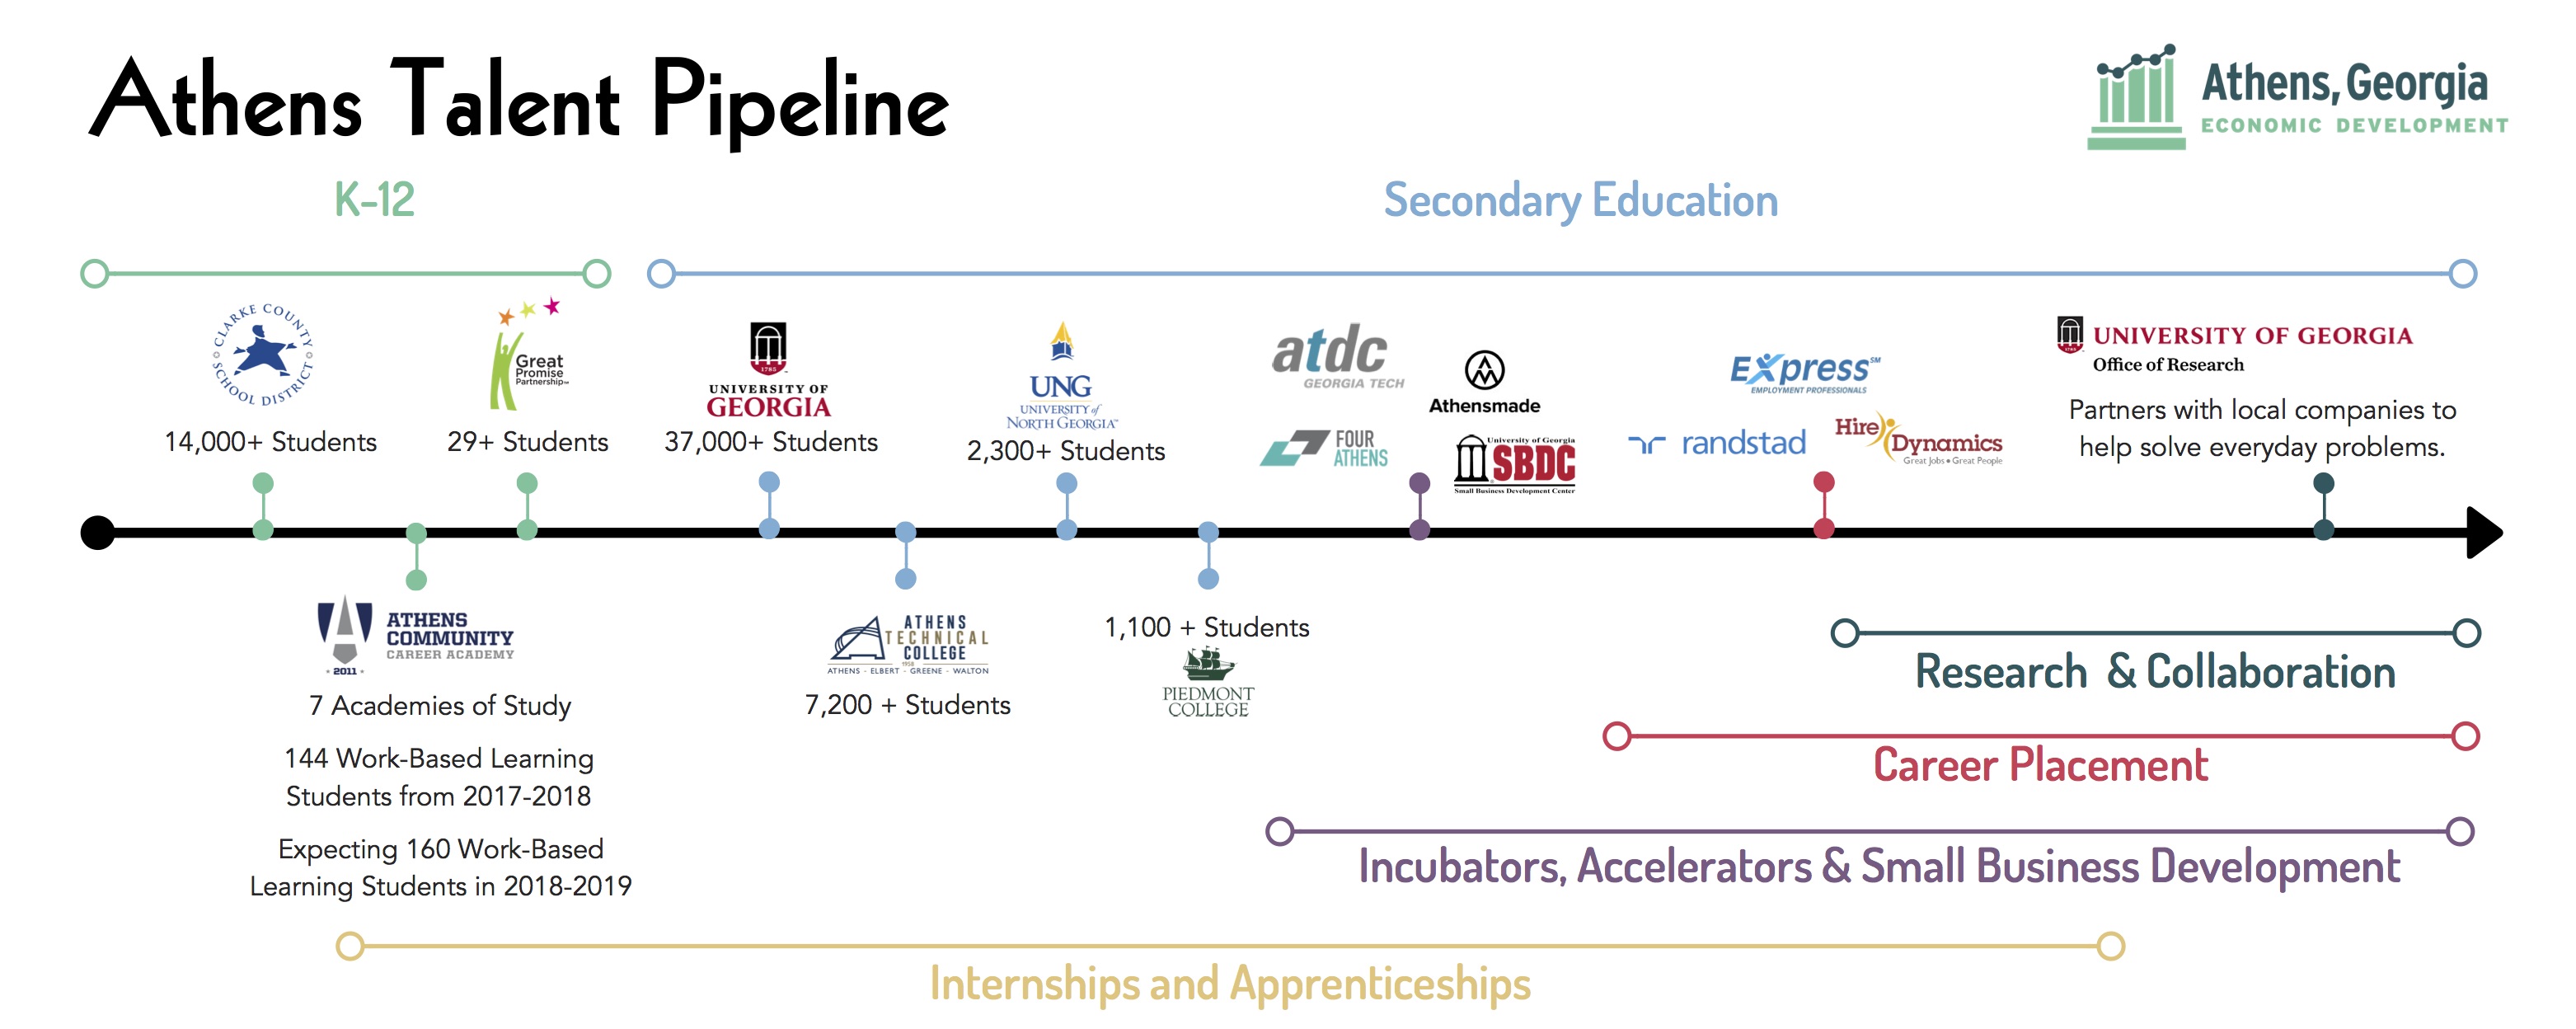 Athens Talent Pipeline
Athens, Georgia
ECONOMIC DEVELOPMENT
K-12
Secondary Education
CLARKE COUNTY
SCHOOL DISTRICT
14,000+ Students
Great
Promise
Partnership℠
29+ Students
1785
UNIVERSITY OF
GEORGIA
37,000+ Students
UNG
UNIVERSITY of
NORTH GEORGIA™
2,300+ Students
atdc
GEORGIA TECH
Athensmade
FOUR
ATHENS
University of Georgia
SBDC
Small Business Development Center
Express℠
EMPLOYMENT PROFESSIONALS
randstad
Hire
Dynamics
Great Jobs • Great People
1785
UNIVERSITY OF GEORGIA
Office of Research
Partners with local companies to
help solve everyday problems.
ATHENS
COMMUNITY
CAREER ACADEMY
• 2011 •
7 Academies of Study
144 Work-Based Learning
Students from 2017-2018
Expecting 160 Work-Based
Learning Students in 2018-2019
ATHENS
TECHNICAL
COLLEGE
1958
ATHENS - ELBERT - GREENE - WALTON
7,200 + Students
1,100 + Students
PIEDMONT
COLLEGE
Research & Collaboration
Career Placement
Incubators, Accelerators & Small Business Development
Internships and Apprenticeships